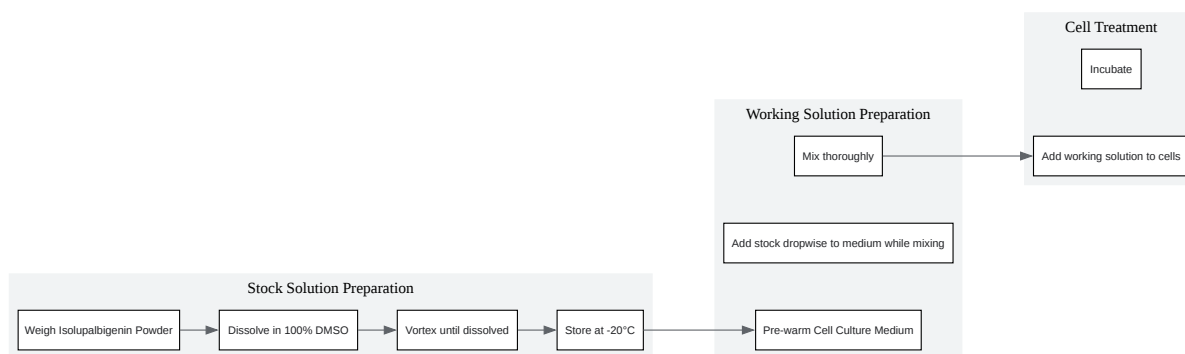 Cell Treatment
Incubate
Add working solution to cells
Working Solution Preparation
Mix thoroughly
Add stock dropwise to medium while mixing
Pre-warm Cell Culture Medium
Stock Solution Preparation
Weigh Isolupalbigenin Powder
Dissolve in 100% DMSO
Vortex until dissolved
Store at -20°C